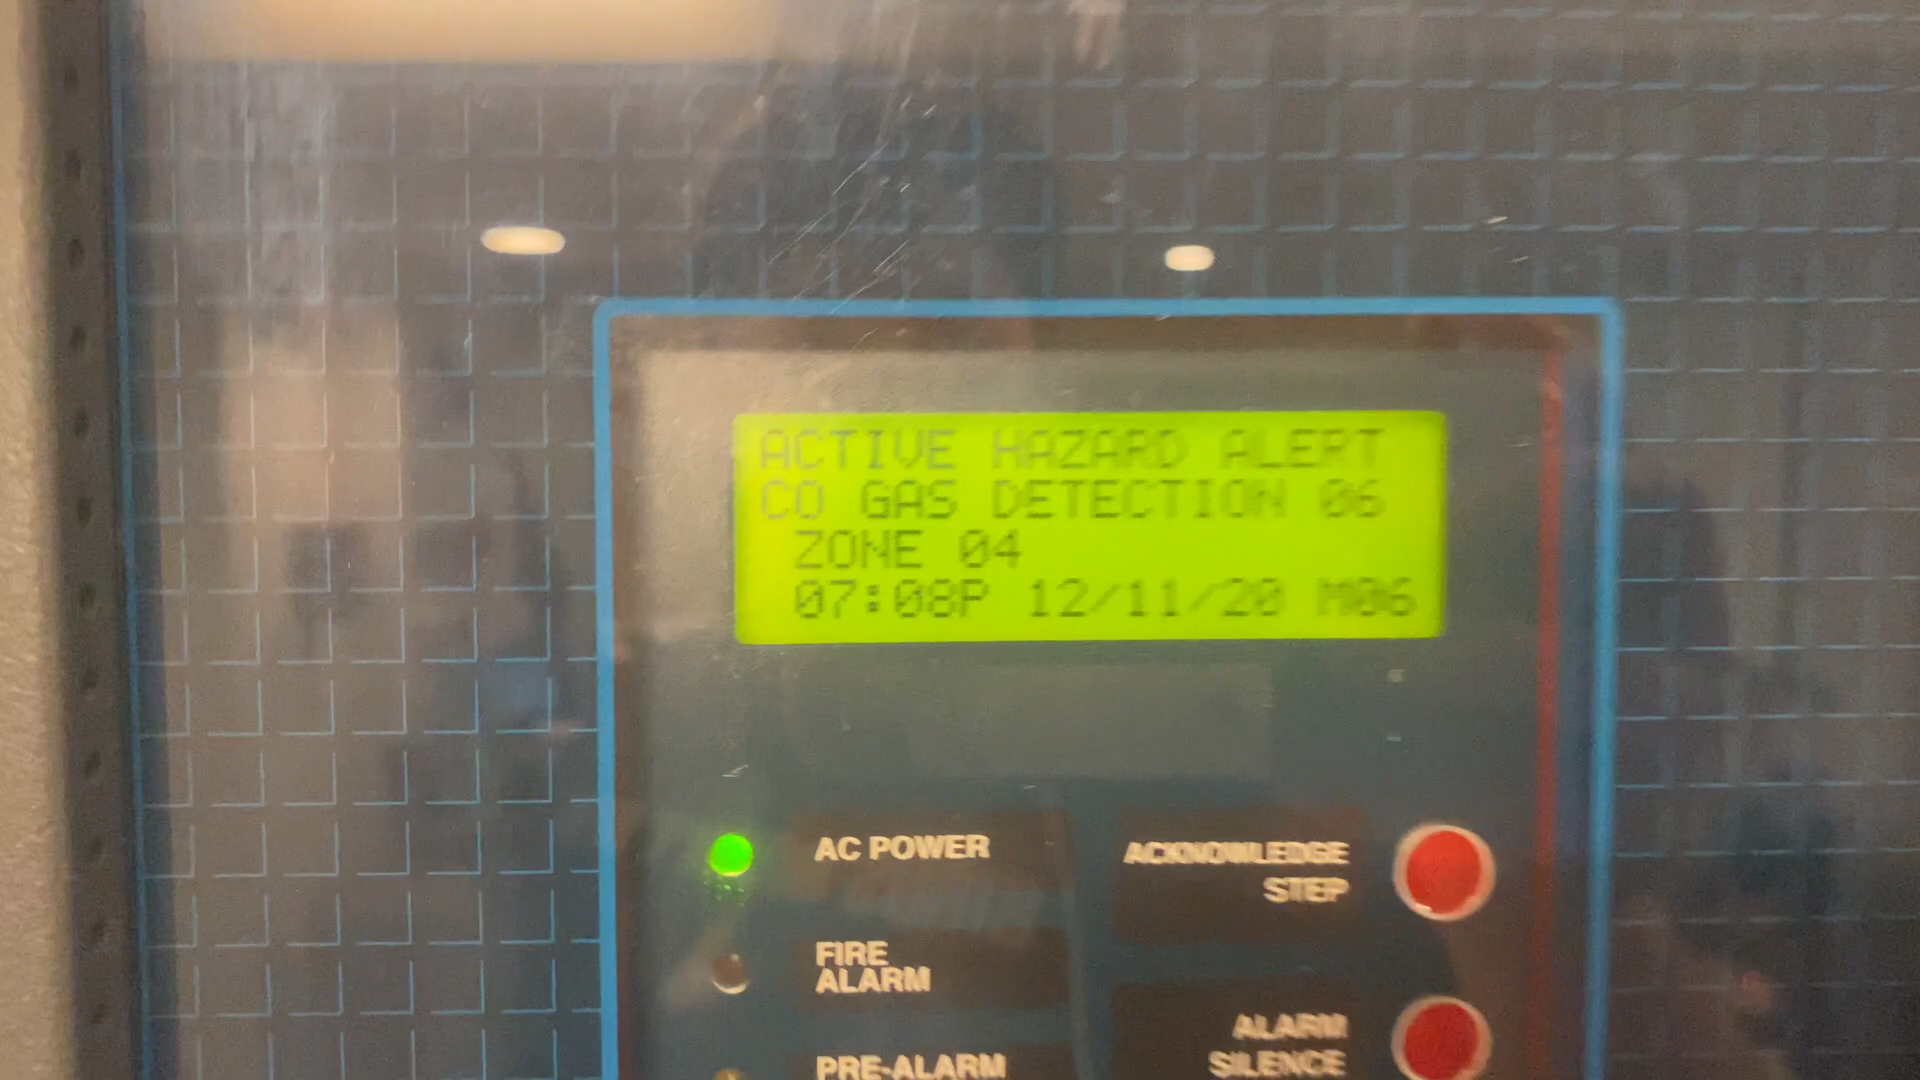 ACTIVE HAZARD ALERT
CO GAS DETECTION 06
ZONE 04
07:08P 12/11/20 M06
AC POWER
ACKNOWLEDGE
STEP
FIRE
ALARM
ALARM
SILENCE
PRE-ALARM